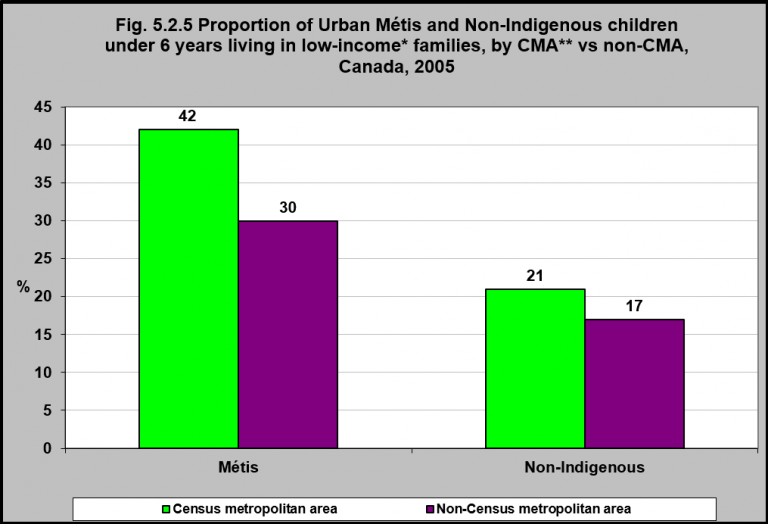 Fig. 5.2.5 Proportion of Urban Métis and Non-Indigenous children
under 6 years living in low-income* families, by CMA** vs non-CMA,
Canada, 2005
45
40
35
30
25
20
15
10
5
0
%
42
30
21
17
Métis
Non-Indigenous
Census metropolitan area
Non-Census metropolitan area